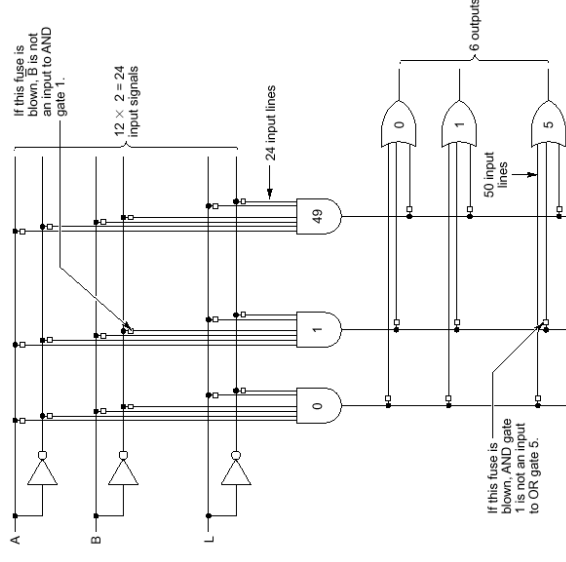 If this fuse is
blown, B̅ is not
an input to AND
gate 1.
12 × 2 = 24
input signals
24 input lines
6 outputs
50 input
lines
A
B
L
0
1
49
0
1
5
If this fuse is
blown, AND gate
1 is not an input
to OR gate 5.